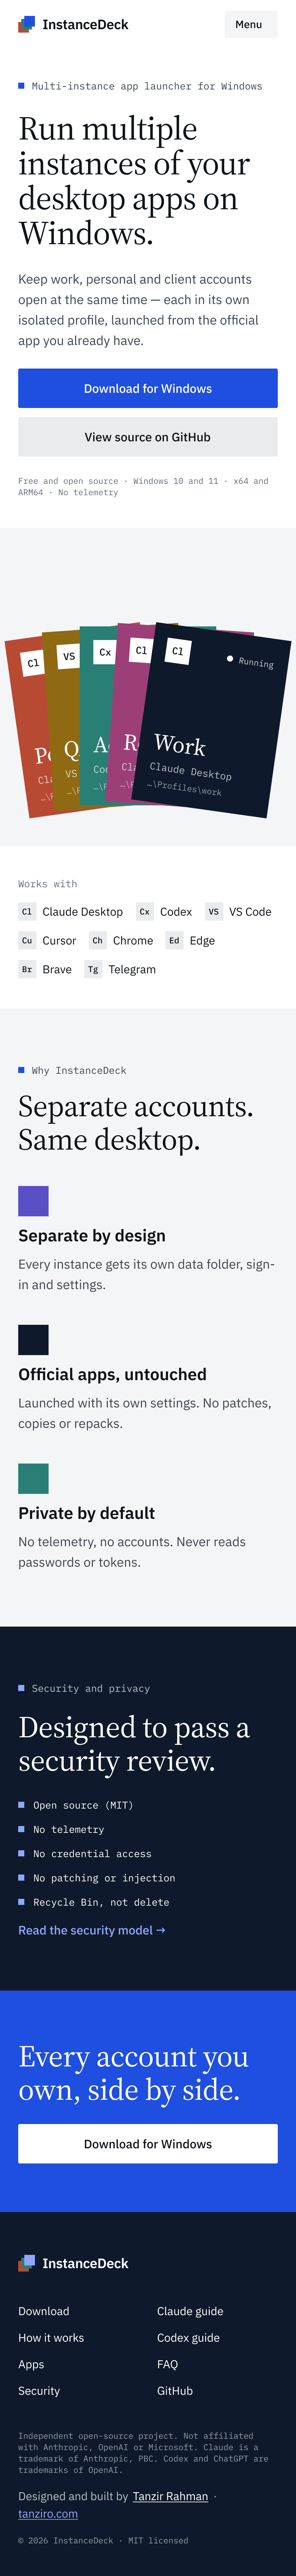 InstanceDeck
Menu
Multi-instance app launcher for Windows
Run multiple
instances of your
desktop apps on
Windows.
Keep work, personal and client accounts
open at the same time — each in its own
isolated profile, launched from the official
app you already have.
Download for Windows
View source on GitHub
Free and open source · Windows 10 and 11 · x64 and
ARM64 · No telemetry
Cl
VS
Cx
Cl
Cl
Running
Work
Claude Desktop
…\Profiles\work
Works with
Cl Claude Desktop Cx Codex VS VS Code
Cu Cursor Ch Chrome Ed Edge
Br Brave Tg Telegram
Why InstanceDeck
Separate accounts.
Same desktop.
Separate by design
Every instance gets its own data folder, sign-
in and settings.
Official apps, untouched
Launched with its own settings. No patches,
copies or repacks.
Private by default
No telemetry, no accounts. Never reads
passwords or tokens.
Security and privacy
Designed to pass a
security review.
Open source (MIT)
No telemetry
No credential access
No patching or injection
Recycle Bin, not delete
Read the security model →
Every account you
own, side by side.
Download for Windows
InstanceDeck
Download
Claude guide
How it works
Codex guide
Apps
FAQ
Security
GitHub
Independent open-source project. Not affiliated
with Anthropic, OpenAI or Microsoft. Claude is a
trademark of Anthropic, PBC. Codex and ChatGPT are
trademarks of OpenAI.
Designed and built by Tanzir Rahman ·
tanziro.com
© 2026 InstanceDeck · MIT licensed